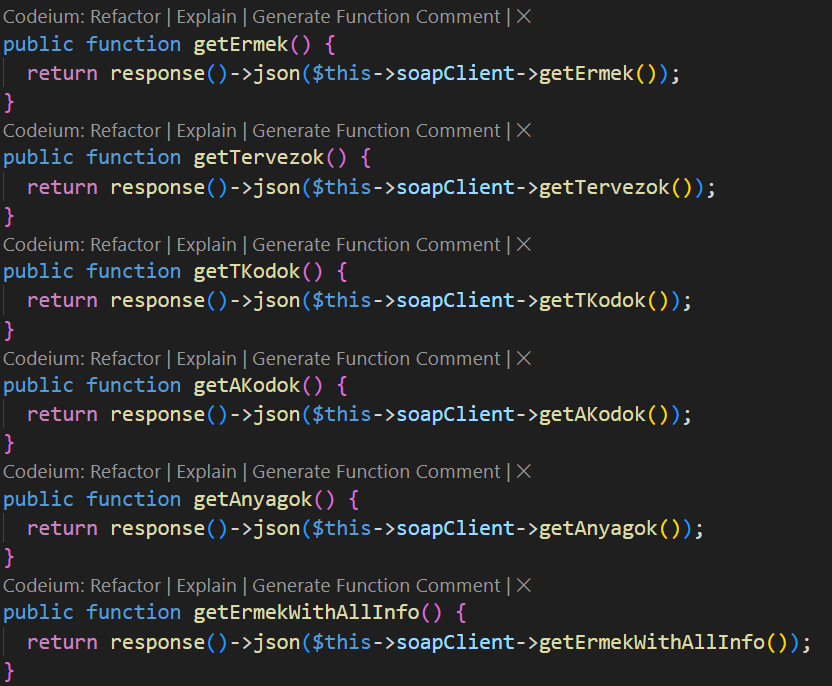 Codeium: Refactor | Explain | Generate Function Comment | ✕
public function getErmek() {
return response()->json($this->soapClient->getErmek());
}
Codeium: Refactor | Explain | Generate Function Comment | ✕
public function getTervezok() {
return response()->json($this->soapClient->getTervezok());
}
Codeium: Refactor | Explain | Generate Function Comment | ✕
public function getTKodok() {
return response()->json($this->soapClient->getTKodok());
}
Codeium: Refactor | Explain | Generate Function Comment | ✕
public function getAKodok() {
return response()->json($this->soapClient->getAKodok());
}
Codeium: Refactor | Explain | Generate Function Comment | ✕
public function getAnyagok() {
return response()->json($this->soapClient->getAnyagok());
}
Codeium: Refactor | Explain | Generate Function Comment | ✕
public function getErmekWithAllInfo() {
return response()->json($this->soapClient->getErmekWithAllInfo());
}